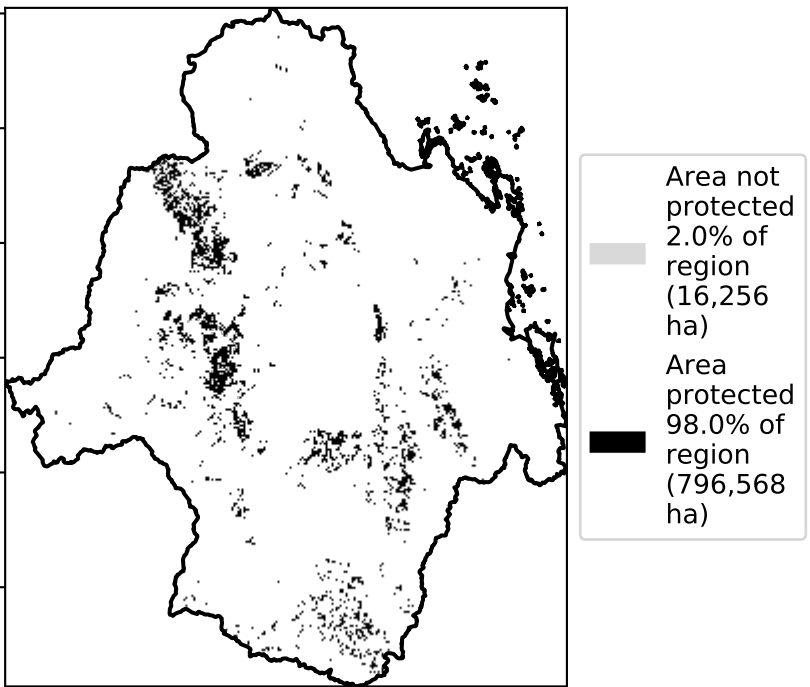 Area not
protected
2.0% of
region
(16,256
ha)
Area
protected
98.0% of
region
(796,568
ha)